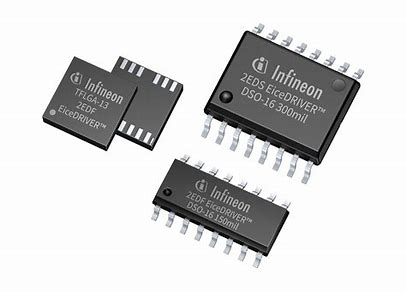 Infineon
TFLGA-13
2EDF
EiceDRIVER™
Infineon
2EDS EiceDRIVER™
DSO-16 300mil
Infineon
2EDF EiceDRIVER™
DSO-16 150mil